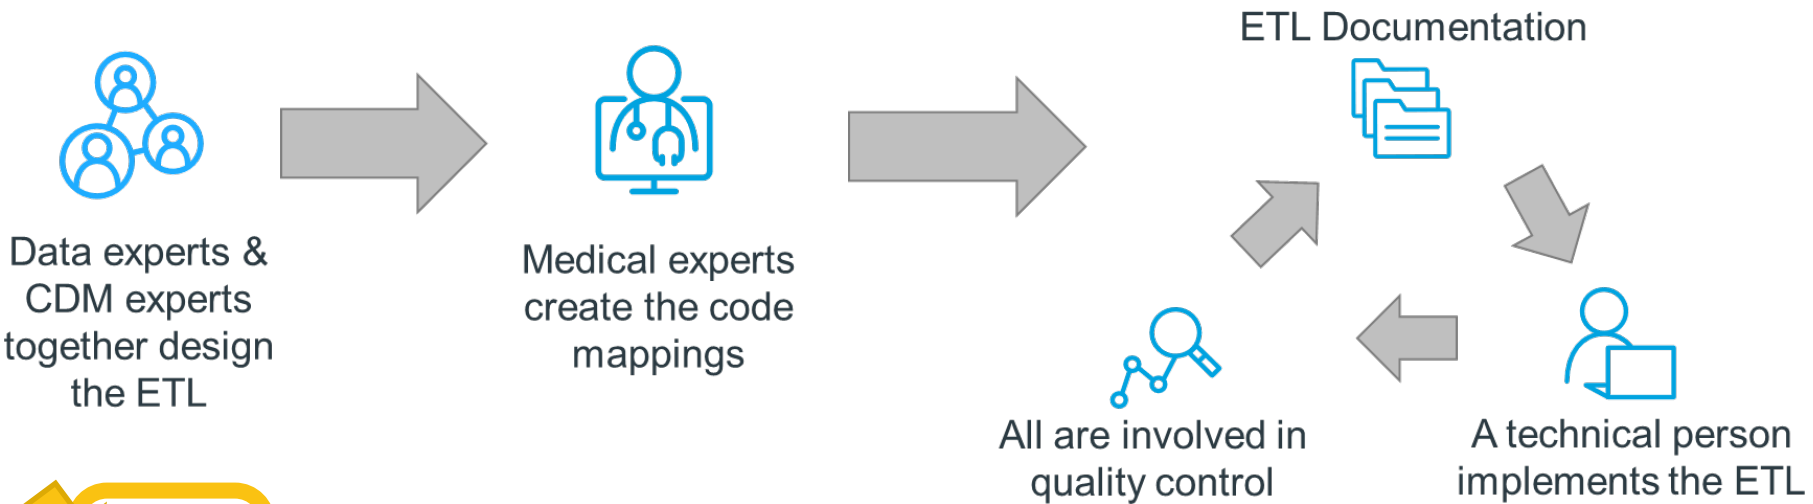 Data experts &
CDM experts
together design
the ETL
Medical experts
create the code
mappings
ETL Documentation
A technical person
implements the ETL
All are involved in
quality control